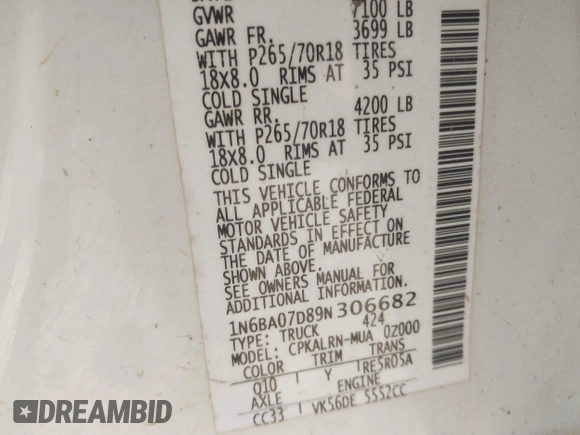 GVWR 7100 LB
GAWR FR. 3699 LB
WITH P265/70R18 TIRES
18X8.0 RIMS AT 35 PSI
COLD SINGLE
GAWR RR. 4200 LB
WITH P265/70R18 TIRES
18X8.0 RIMS AT 35 PSI
COLD SINGLE
THIS VEHICLE CONFORMS TO
ALL APPLICABLE FEDERAL
MOTOR VEHICLE SAFETY
STANDARDS IN EFFECT ON
THE DATE OF MANUFACTURE
SHOWN ABOVE.
SEE OWNERS MANUAL FOR
ADDITIONAL INFORMATION.
1N6BA07D89N306682
TYPE: TRUCK 424
MODEL: CPKALRN-MUA 0Z000
COLOR TRIM TRANS
Q10 Y RE5R05A
AXLE ENGINE
CC33 VK56DE 5552CC
DREAMBID
VEHICLE AUCTION